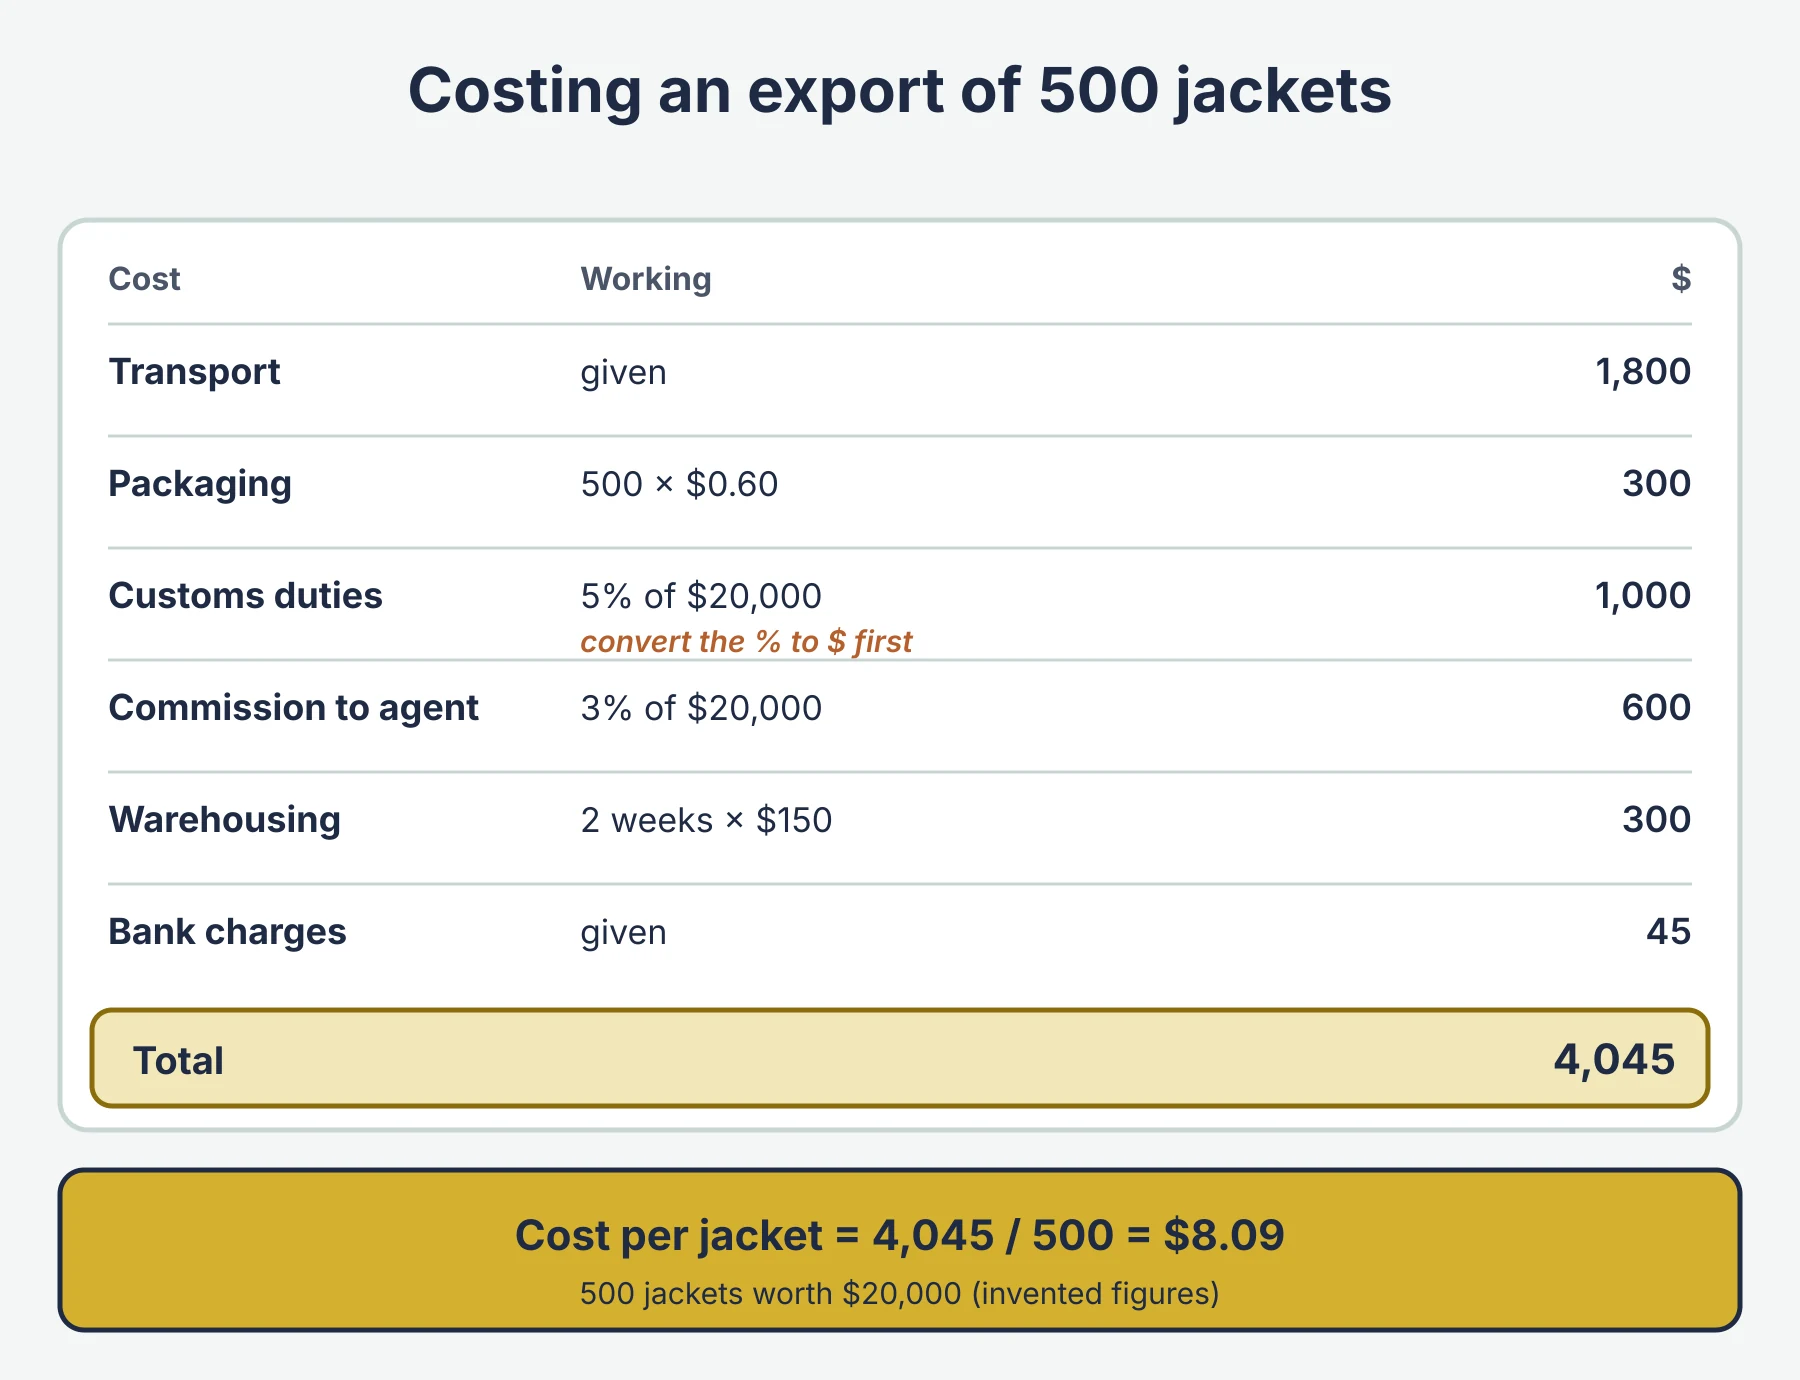 Costing an export of 500 jackets
Cost Working $
Transport given 1,800
Packaging 500 × $0.60 300
Customs duties 5% of $20,000 1,000
convert the % to $ first
Commission to agent 3% of $20,000 600
Warehousing 2 weeks × $150 300
Bank charges given 45
Total 4,045
Cost per jacket = 4,045 / 500 = $8.09
500 jackets worth $20,000 (invented figures)